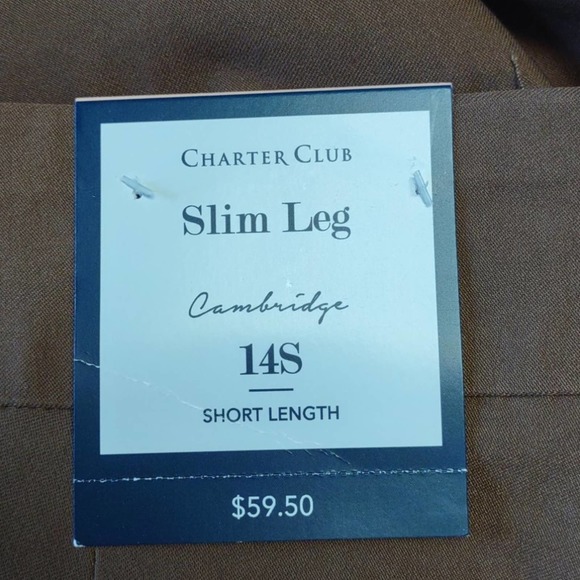 CHARTER CLUB
Slim Leg
Cambridge
14S
SHORT LENGTH
$59.50